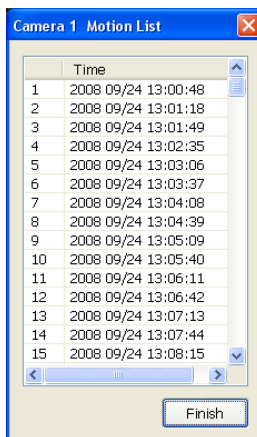 Camera 1 Motion List
Time
1 2008 09/24 13:00:48
2 2008 09/24 13:01:18
3 2008 09/24 13:01:49
4 2008 09/24 13:02:35
5 2008 09/24 13:03:06
6 2008 09/24 13:03:37
7 2008 09/24 13:04:08
8 2008 09/24 13:04:39
9 2008 09/24 13:05:09
10 2008 09/24 13:05:40
11 2008 09/24 13:06:11
12 2008 09/24 13:06:42
13 2008 09/24 13:07:13
14 2008 09/24 13:07:44
15 2008 09/24 13:08:15
Finish